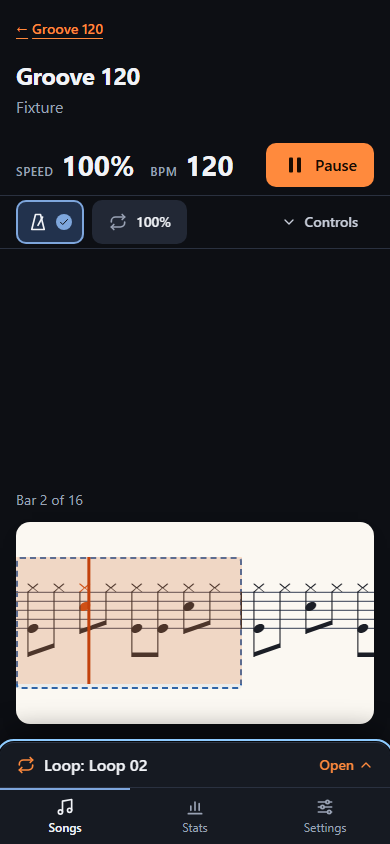 ← Groove 120
Groove 120
Fixture
SPEED 100% BPM 120 Pause
100% Controls
Bar 2 of 16
Loop: Loop 02 Open
Songs Stats Settings